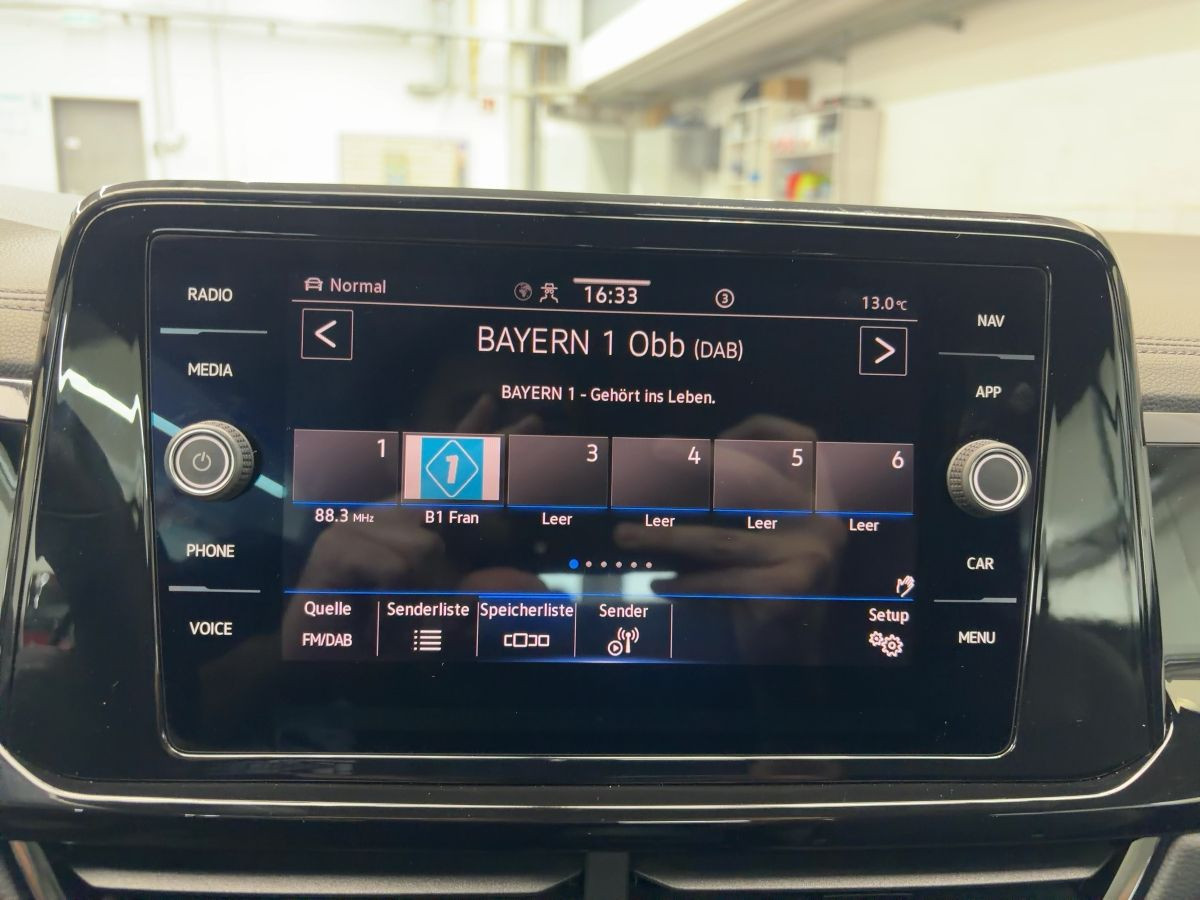 RADIO
MEDIA
PHONE
VOICE
Normal
16:33
3
13.0°C
<
BAYERN 1 Obb (DAB)
>
BAYERN 1 - Gehört ins Leben.
1
1
3
4
5
6
88.3 MHz
B1 Fran
Leer
Leer
Leer
Leer
Quelle
FM/DAB
Senderliste
Speicherliste
Sender
Setup
NAV
APP
CAR
MENU